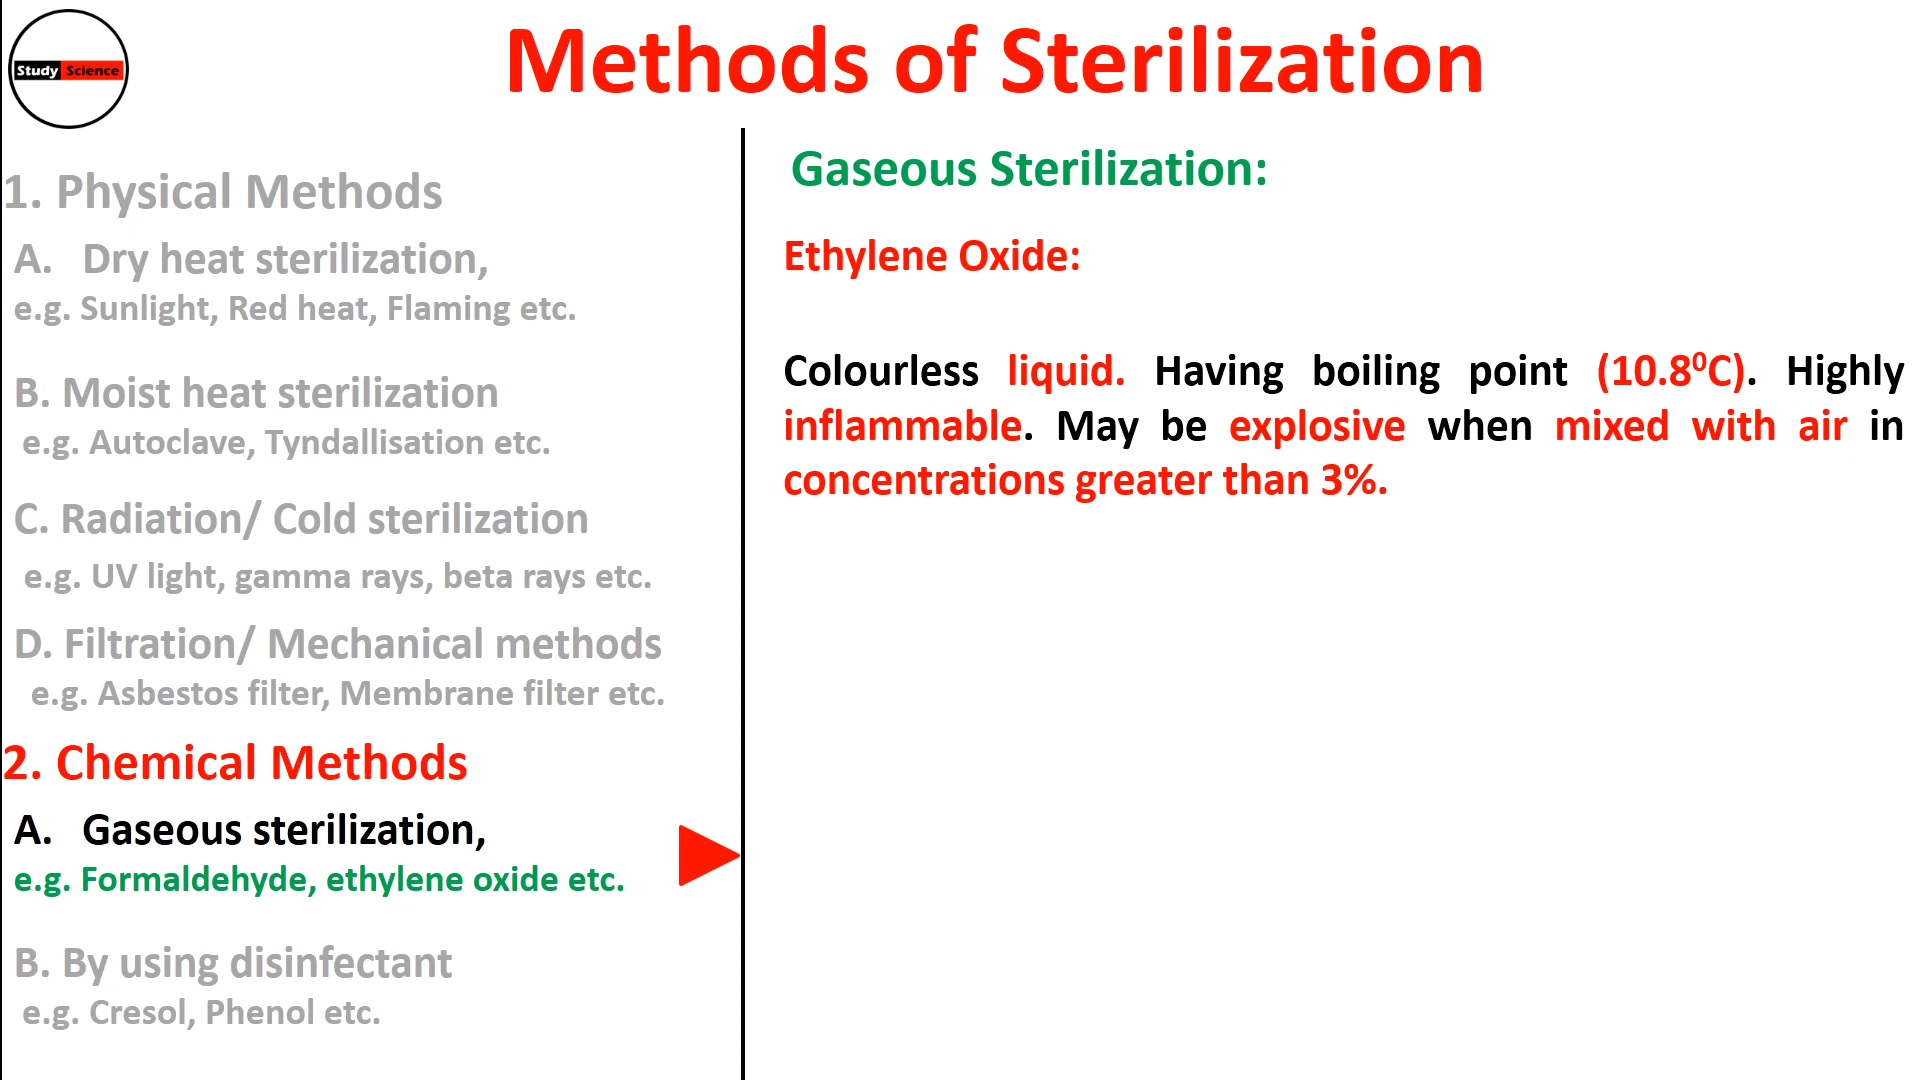 Study Science
Methods of Sterilization
1. Physical Methods
A. Dry heat sterilization,
e.g. Sunlight, Red heat, Flaming etc.
B. Moist heat sterilization
e.g. Autoclave, Tyndallisation etc.
C. Radiation/ Cold sterilization
e.g. UV light, gamma rays, beta rays etc.
D. Filtration/ Mechanical methods
e.g. Asbestos filter, Membrane filter etc.
2. Chemical Methods
A. Gaseous sterilization,
e.g. Formaldehyde, ethylene oxide etc.
B. By using disinfectant
e.g. Cresol, Phenol etc.
Gaseous Sterilization:
Ethylene Oxide:
Colourless liquid. Having boiling point (10.8⁰C). Highly
inflammable. May be explosive when mixed with air in
concentrations greater than 3%.